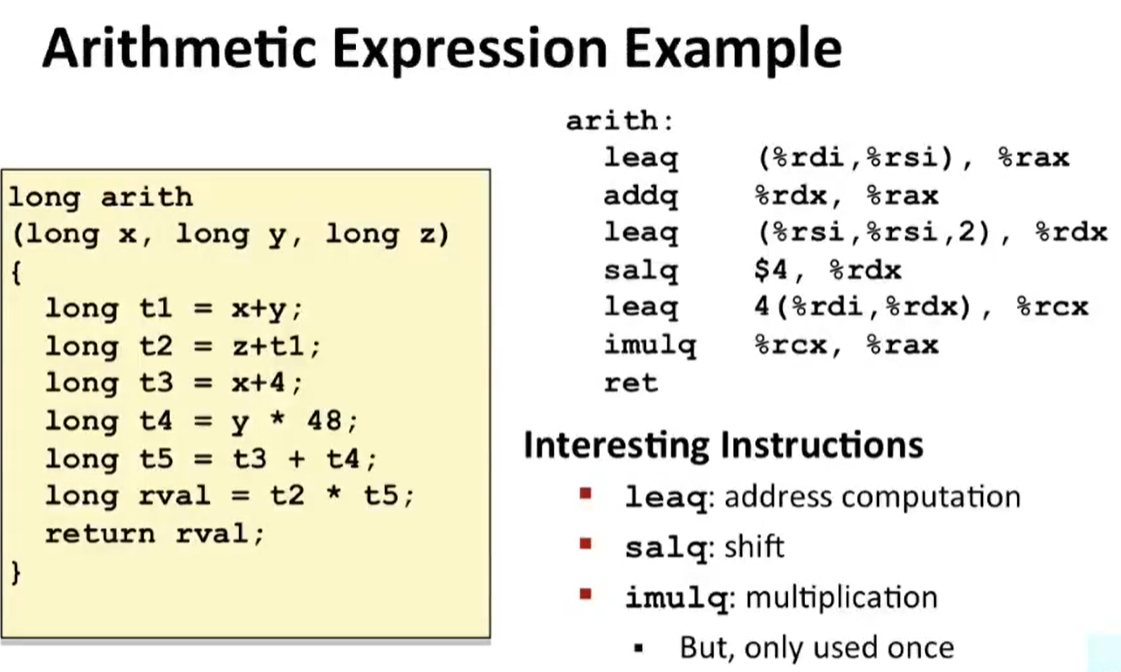 Arithmetic Expression Example
long arith
(long x, long y, long z)
{
  long t1 = x+y;
  long t2 = z+t1;
  long t3 = x+4;
  long t4 = y * 48;
  long t5 = t3 + t4;
  long rval = t2 * t5;
  return rval;
}
arith:
  leaq    (%rdi,%rsi), %rax
  addq    %rdx, %rax
  leaq    (%rsi,%rsi,2), %rdx
  salq    $4, %rdx
  leaq    4(%rdi,%rdx), %rcx
  imulq   %rcx, %rax
  ret
Interesting Instructions
▪ leaq: address computation
▪ salq: shift
▪ imulq: multiplication
▪ But, only used once